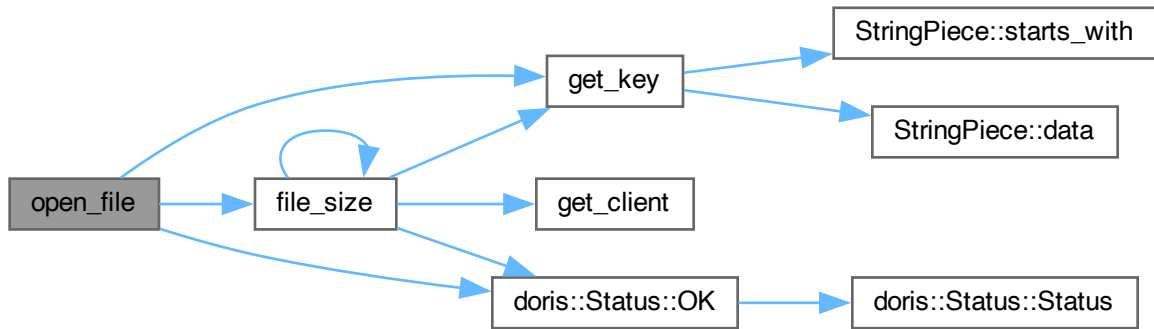 open_file
file_size
get_key
get_client
doris::Status::OK
StringPiece::starts_with
StringPiece::data
doris::Status::Status